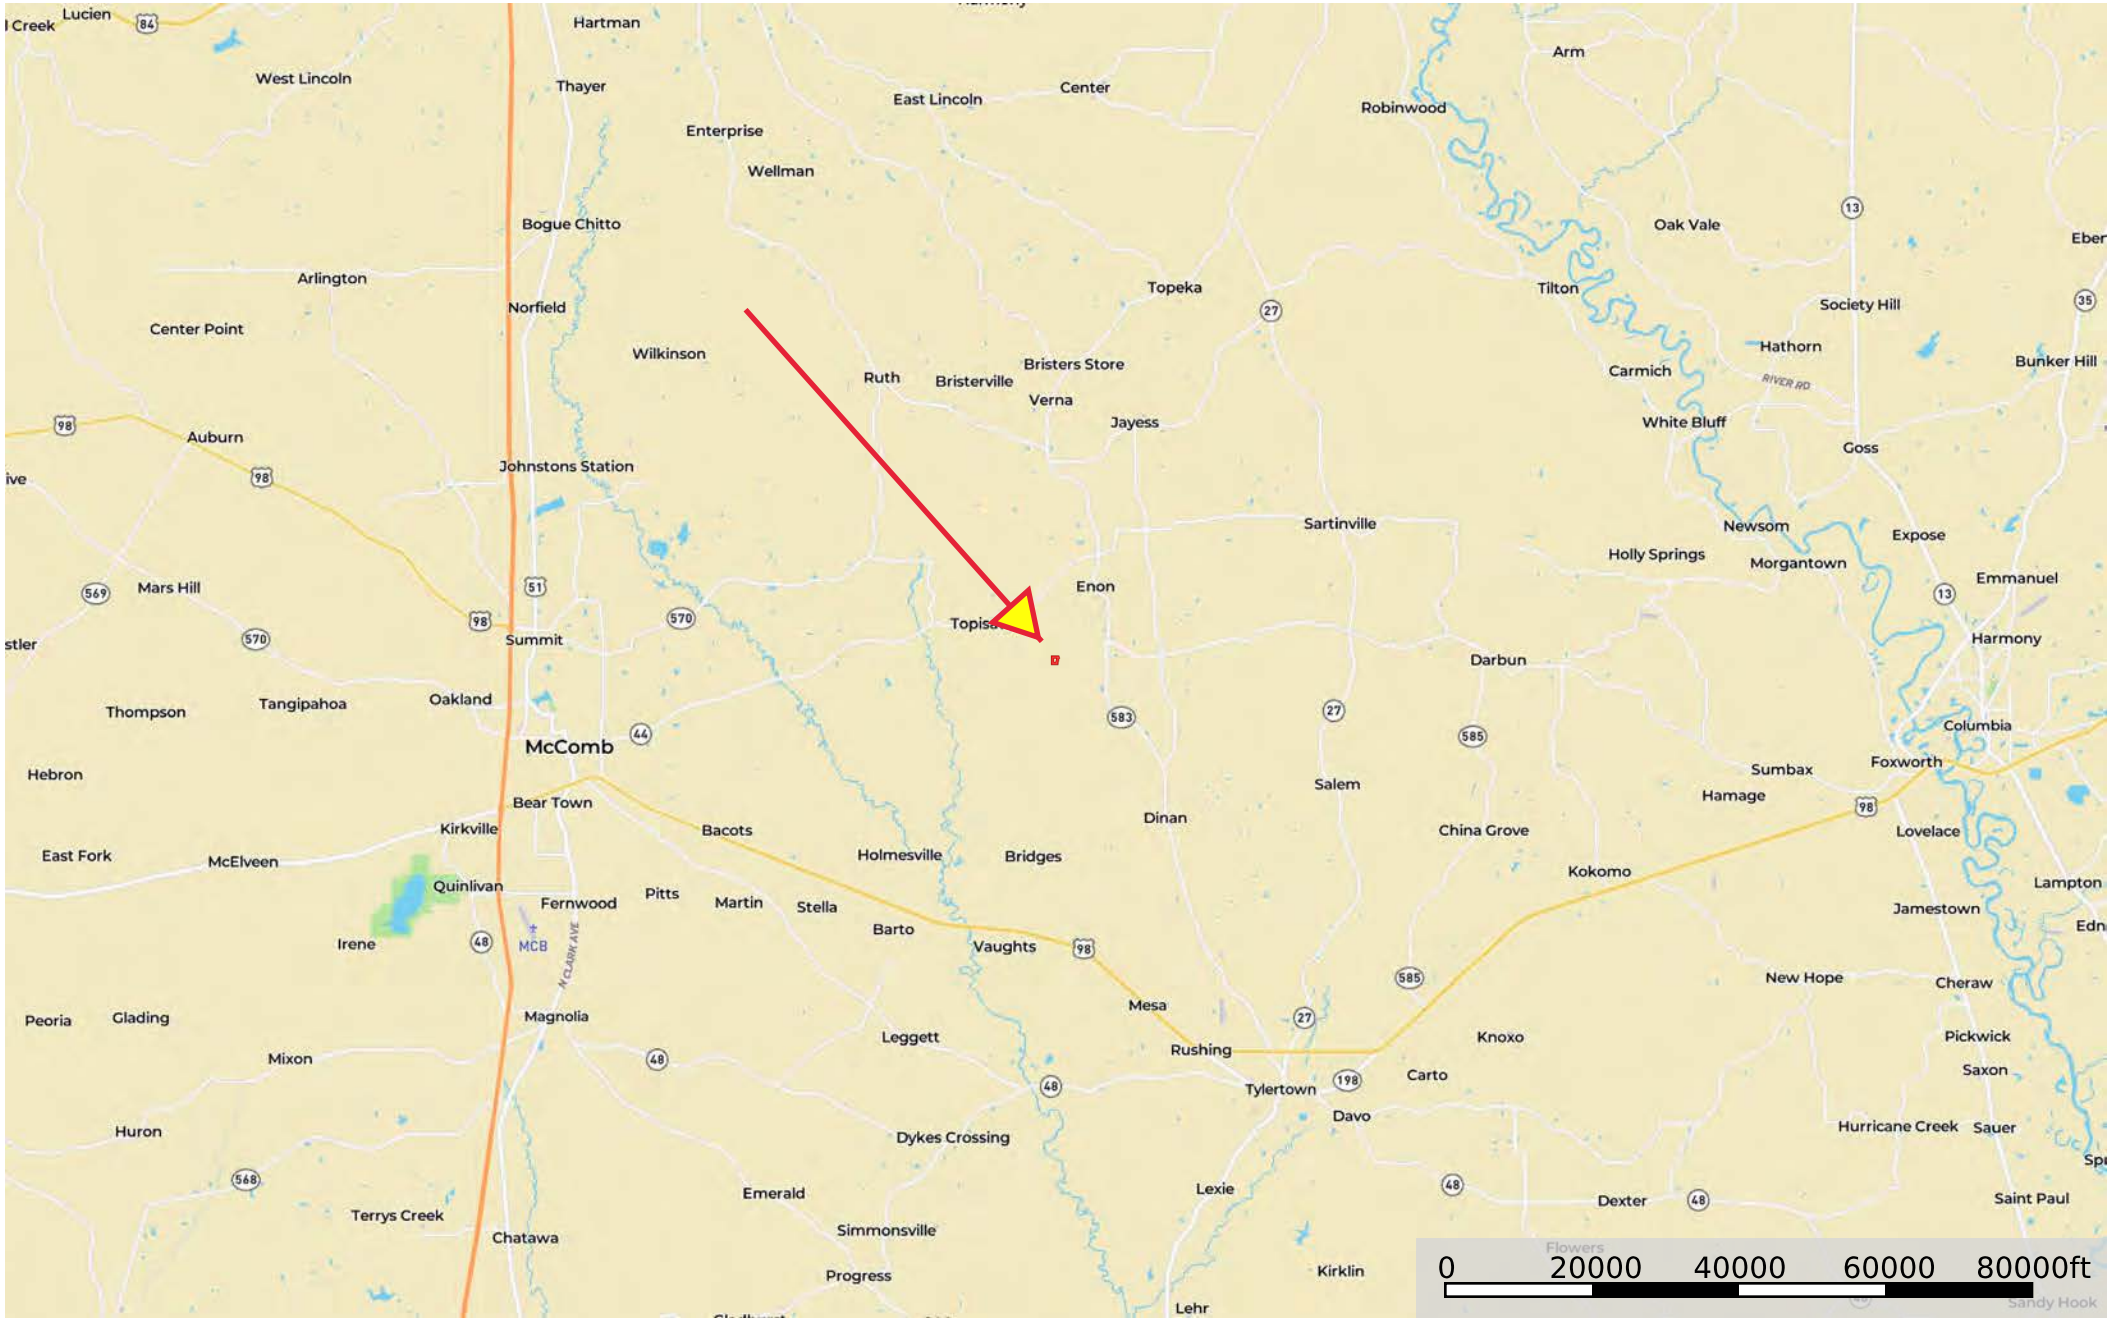 Lucien
84
Hartman
l Creek
West Lincoln
Thayer
East Lincoln
Center
Arm
Robinwood
Enterprise
Wellman
Bogue Chitto
13
Oak Vale
Eber
Arlington
Norfield
Topeka
27
Tilton
Society Hill
35
Center Point
Wilkinson
Ruth
Bristerville
Bristers Store
Verna
Jayess
Carmich
Hathorn
RIVER RD
Bunker Hill
White Bluff
98
Auburn
98
Johnstons Station
Goss
ive
Sartinville
Newsom
Expose
Holly Springs
Morgantown
Emmanuel
569
Mars Hill
51
Enon
13
570
98
Summit
570
Topisa
Harmony
stler
Darbun
Thompson
Tangipahoa
Oakland
McComb
44
583
27
585
Columbia
Foxworth
Hebron
Bear Town
Salem
Sumbax
Hamage
98
Kirkville
Bacots
Dinan
China Grove
Lovelace
East Fork
McElveen
Holmesville
Bridges
Kokomo
Lampton
Quinlivan
Fernwood
Pitts
Martin
Stella
Barto
Jamestown
Edn
Irene
48
MCB
N CLARK AVE
Vaughts
98
585
New Hope
Cheraw
Peoria
Glading
Magnolia
Mesa
27
Leggett
Knoxo
Pickwick
Mixon
48
Rushing
Saxon
48
Tylertown
198
Carto
Davo
Huron
Dykes Crossing
Hurricane Creek
Sauer
Spr
568
Emerald
Lexie
48
Dexter
48
Saint Paul
Terrys Creek
Simmonsville
Chatawa
Flowers
Progress
Kirklin
0 20000 40000 60000 80000ft
Sandy Hook
Lehr